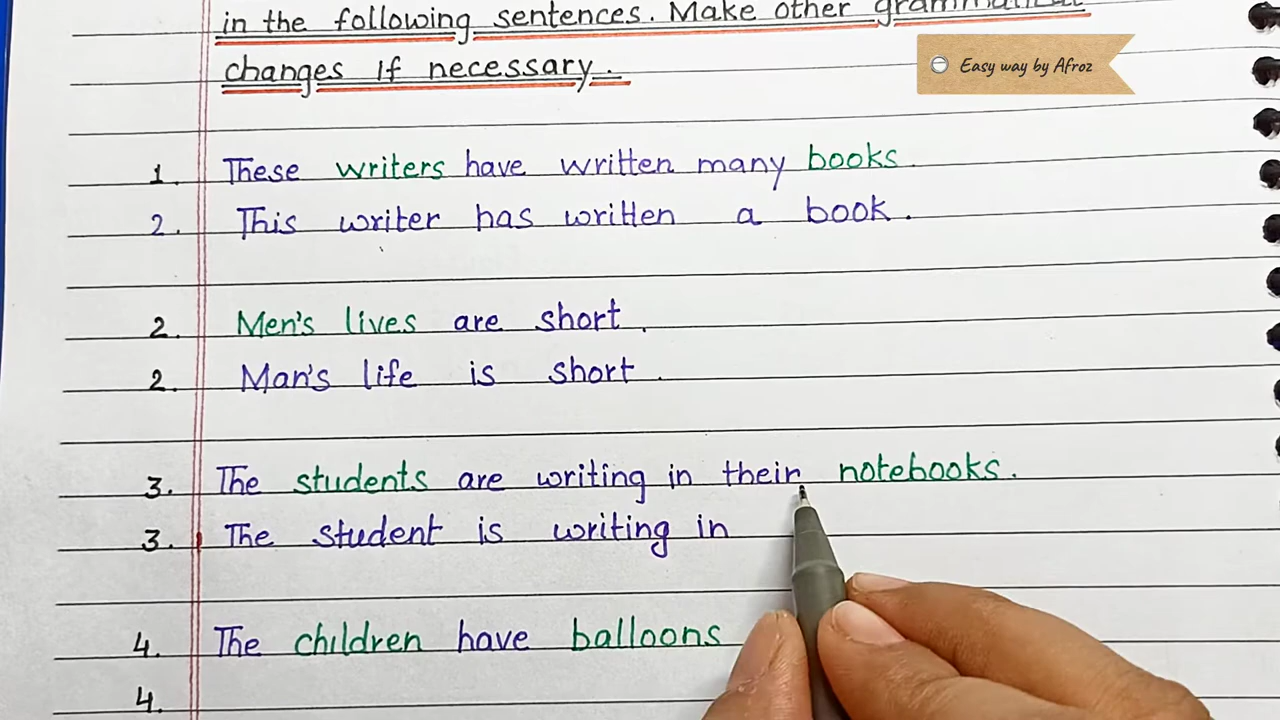 in the following sentences. Make other grammatical
changes If necessary.
Easy way by Afroz
1. These writers have written many books.
2. This writer has written a book.
2. Men's lives are short.
2. Man's life is short.
3. The students are writing in their notebooks.
3. The student is writing in
4. The children have balloons
4.